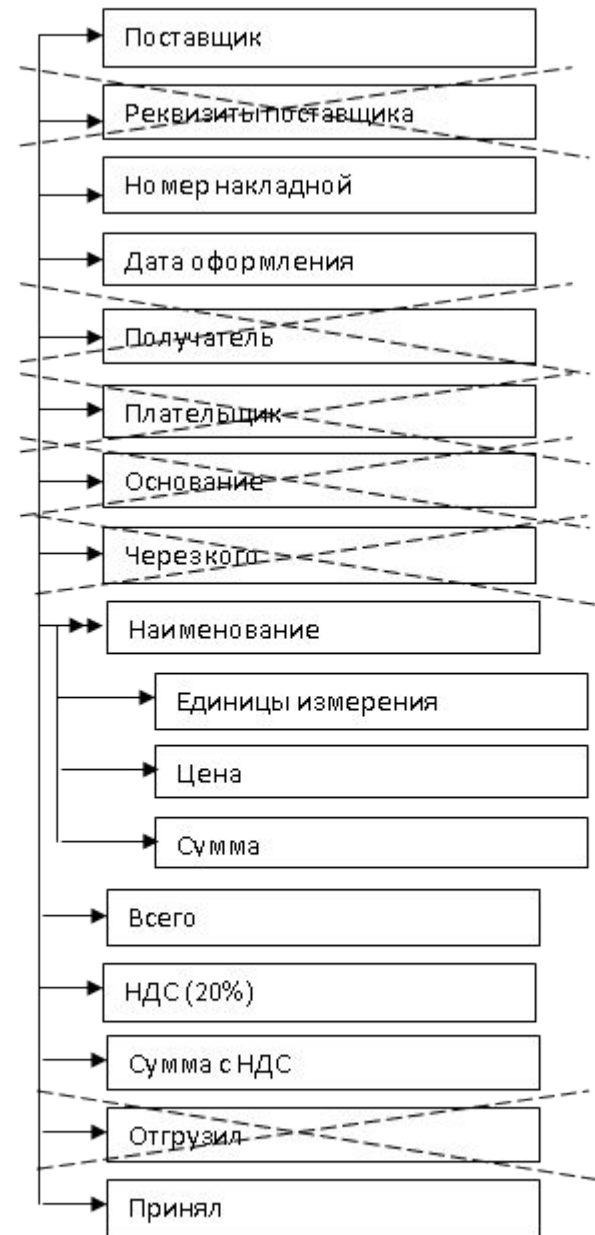 Поставщик
Реквизиты поставщика
Номер накладной
Дата оформления
Получатель
Плательщик
Основание
Через кого
Наименование
Единицы измерения
Цена
Сумма
Всего
НДС (20%)
Сумма с НДС
Отгрузил
Принял